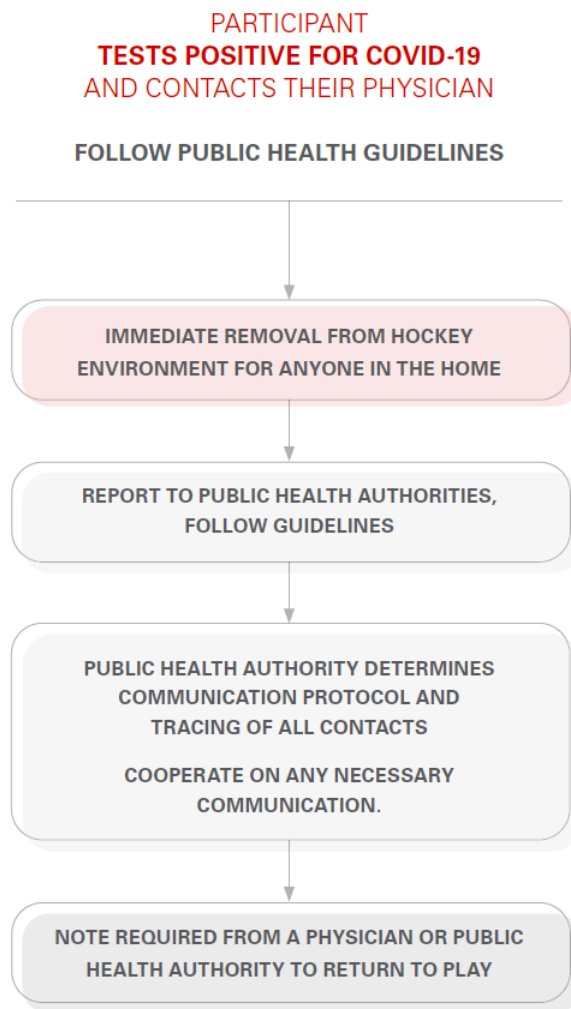 PARTICIPANT
TESTS POSITIVE FOR COVID-19
AND CONTACTS THEIR PHYSICIAN
FOLLOW PUBLIC HEALTH GUIDELINES
IMMEDIATE REMOVAL FROM HOCKEY
ENVIRONMENT FOR ANYONE IN THE HOME
REPORT TO PUBLIC HEALTH AUTHORITIES,
FOLLOW GUIDELINES
PUBLIC HEALTH AUTHORITY DETERMINES
COMMUNICATION PROTOCOL AND
TRACING OF ALL CONTACTS
COOPERATE ON ANY NECESSARY
COMMUNICATION.
NOTE REQUIRED FROM A PHYSICIAN OR PUBLIC
HEALTH AUTHORITY TO RETURN TO PLAY